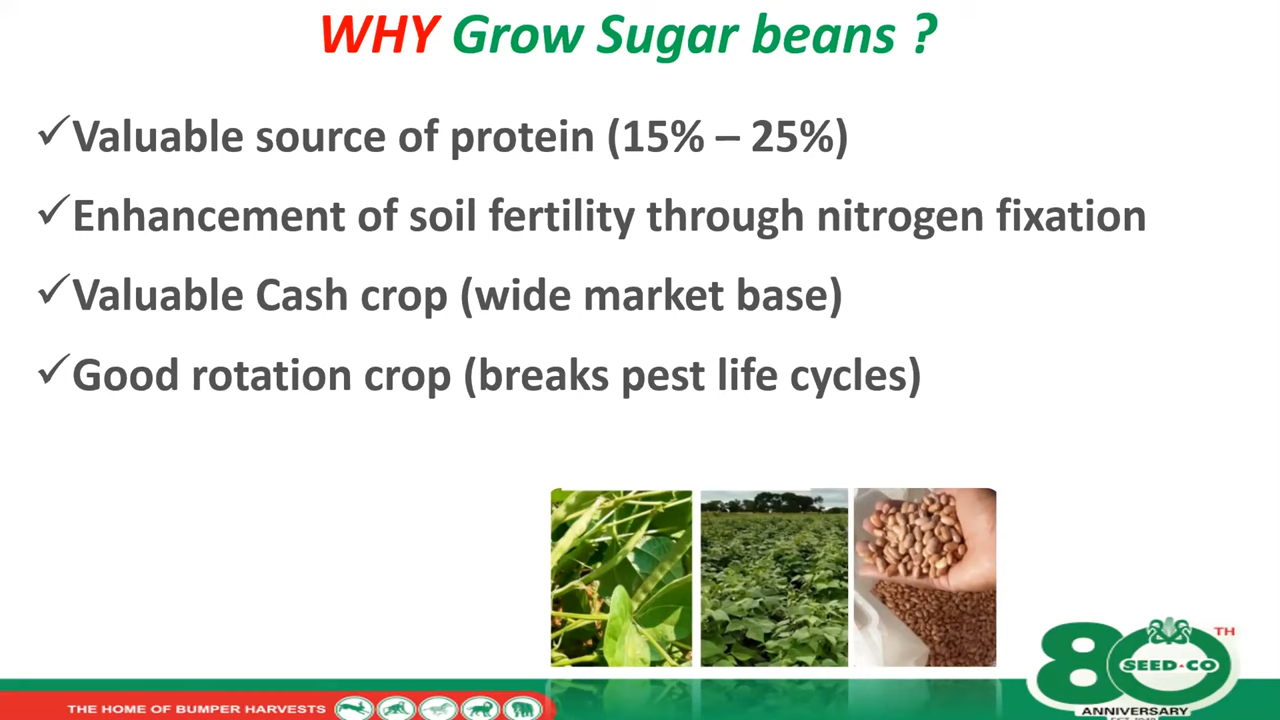 WHY Grow Sugar beans ?
✓Valuable source of protein (15% – 25%)
✓Enhancement of soil fertility through nitrogen fixation
✓Valuable Cash crop (wide market base)
✓Good rotation crop (breaks pest life cycles)
80TH
SEED·CO
ANNIVERSARY
THE HOME OF BUMPER HARVESTS